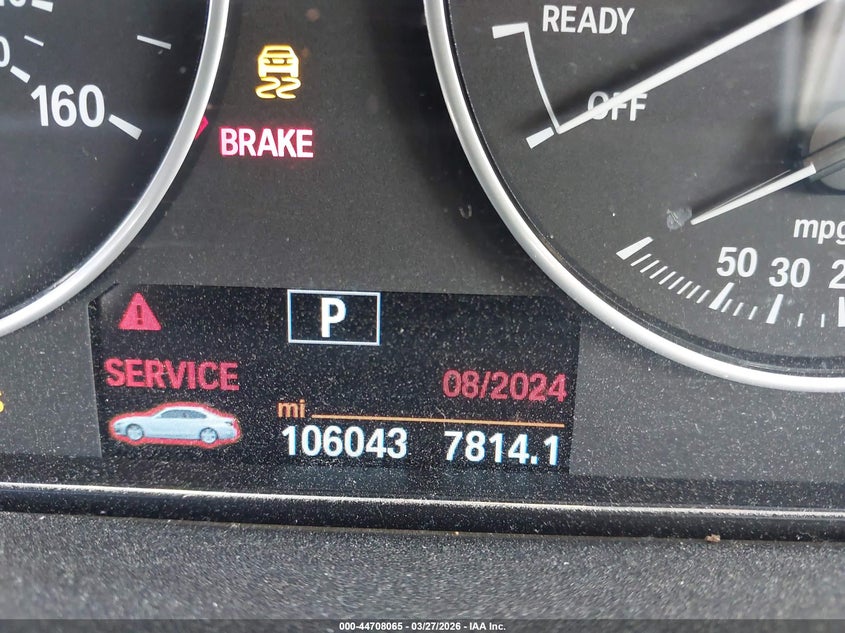 READY
OFF
160
BRAKE
mpg
50 30
P
SERVICE
08/2024
mi
106043 7814.1
000-44708065 - 03/27/2026 - IAA Inc.